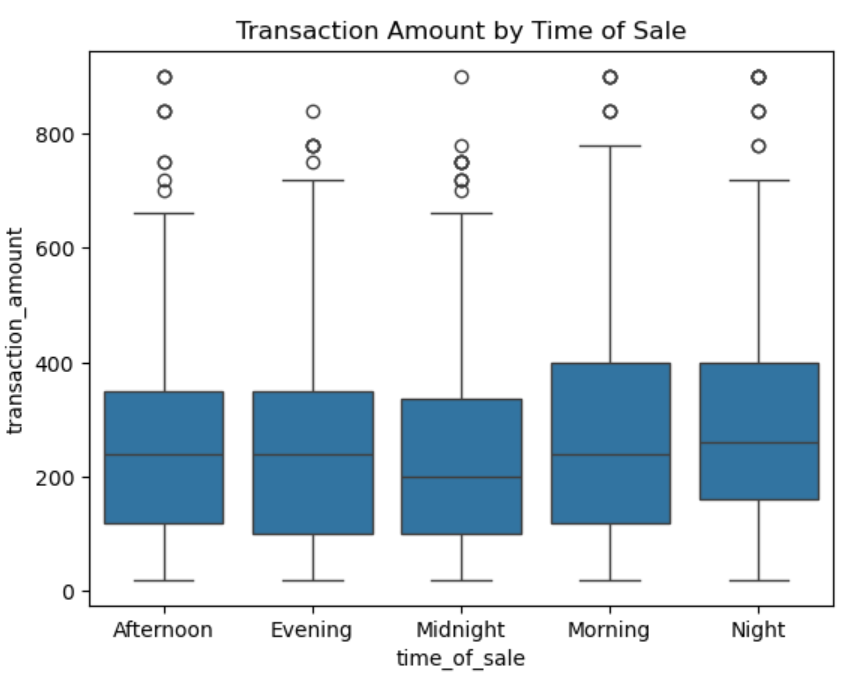 Transaction Amount by Time of Sale
transaction_amount
800
600
400
200
0
Afternoon Evening Midnight Morning Night
time_of_sale